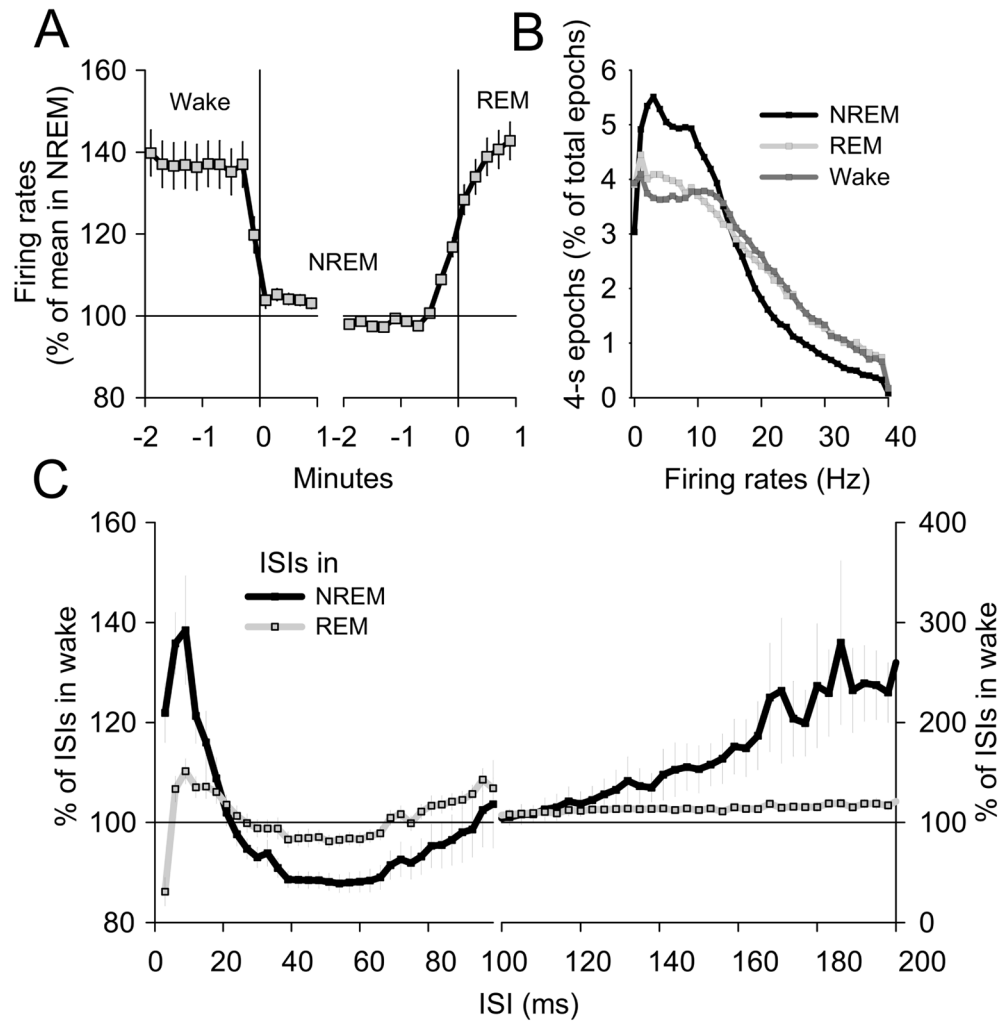 A
Firing rates
(% of mean in NREM)
160
140
120
100
80
Wake
NREM
REM
-2 -1 0 1 -2 -1 0 1
Minutes
B
4-s epochs (% of total epochs)
6
5
4
3
2
1
0
NREM
REM
Wake
0 10 20 30 40
Firing rates (Hz)
C
% of ISIs in wake
160
140
120
100
80
ISIs in
NREM
REM
400
300
200
100
0
% of ISIs in wake
0 20 40 60 80 100 120 140 160 180 200
ISI (ms)